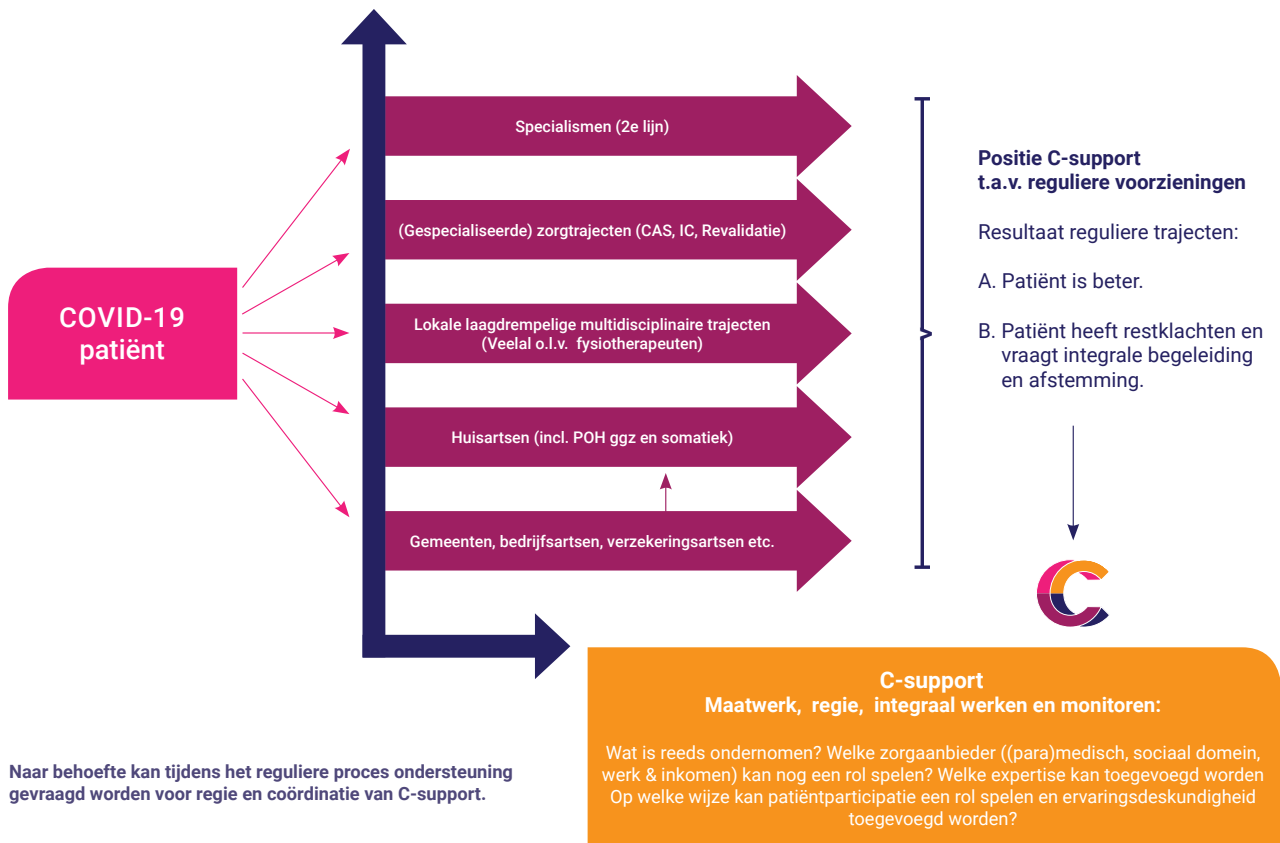 COVID-19
patiënt
Specialismen (2e lijn)
(Gespecialiseerde) zorgtrajecten (CAS, IC, Revalidatie)
Lokale laagdrempelige multidisciplinaire trajecten
(Veelal o.l.v. fysiotherapeuten)
Huisartsen (incl. POH ggz en somatiek)
Gemeenten, bedrijfsartsen, verzekeringsartsen etc.
Positie C-support
t.a.v. reguliere voorzieningen
Resultaat reguliere trajecten:
A. Patiënt is beter.
B. Patiënt heeft restklachten en
vraagt integrale begeleiding
en afstemming.
C-support
Maatwerk, regie, integraal werken en monitoren:
Wat is reeds ondernomen? Welke zorgaanbieder ((para)medisch, sociaal domein,
werk & inkomen) kan nog een rol spelen? Welke expertise kan toegevoegd worden
Op welke wijze kan patiëntparticipatie een rol spelen en ervaringsdeskundigheid
toegevoegd worden?
Naar behoefte kan tijdens het reguliere proces ondersteuning
gevraagd worden voor regie en coördinatie van C-support.